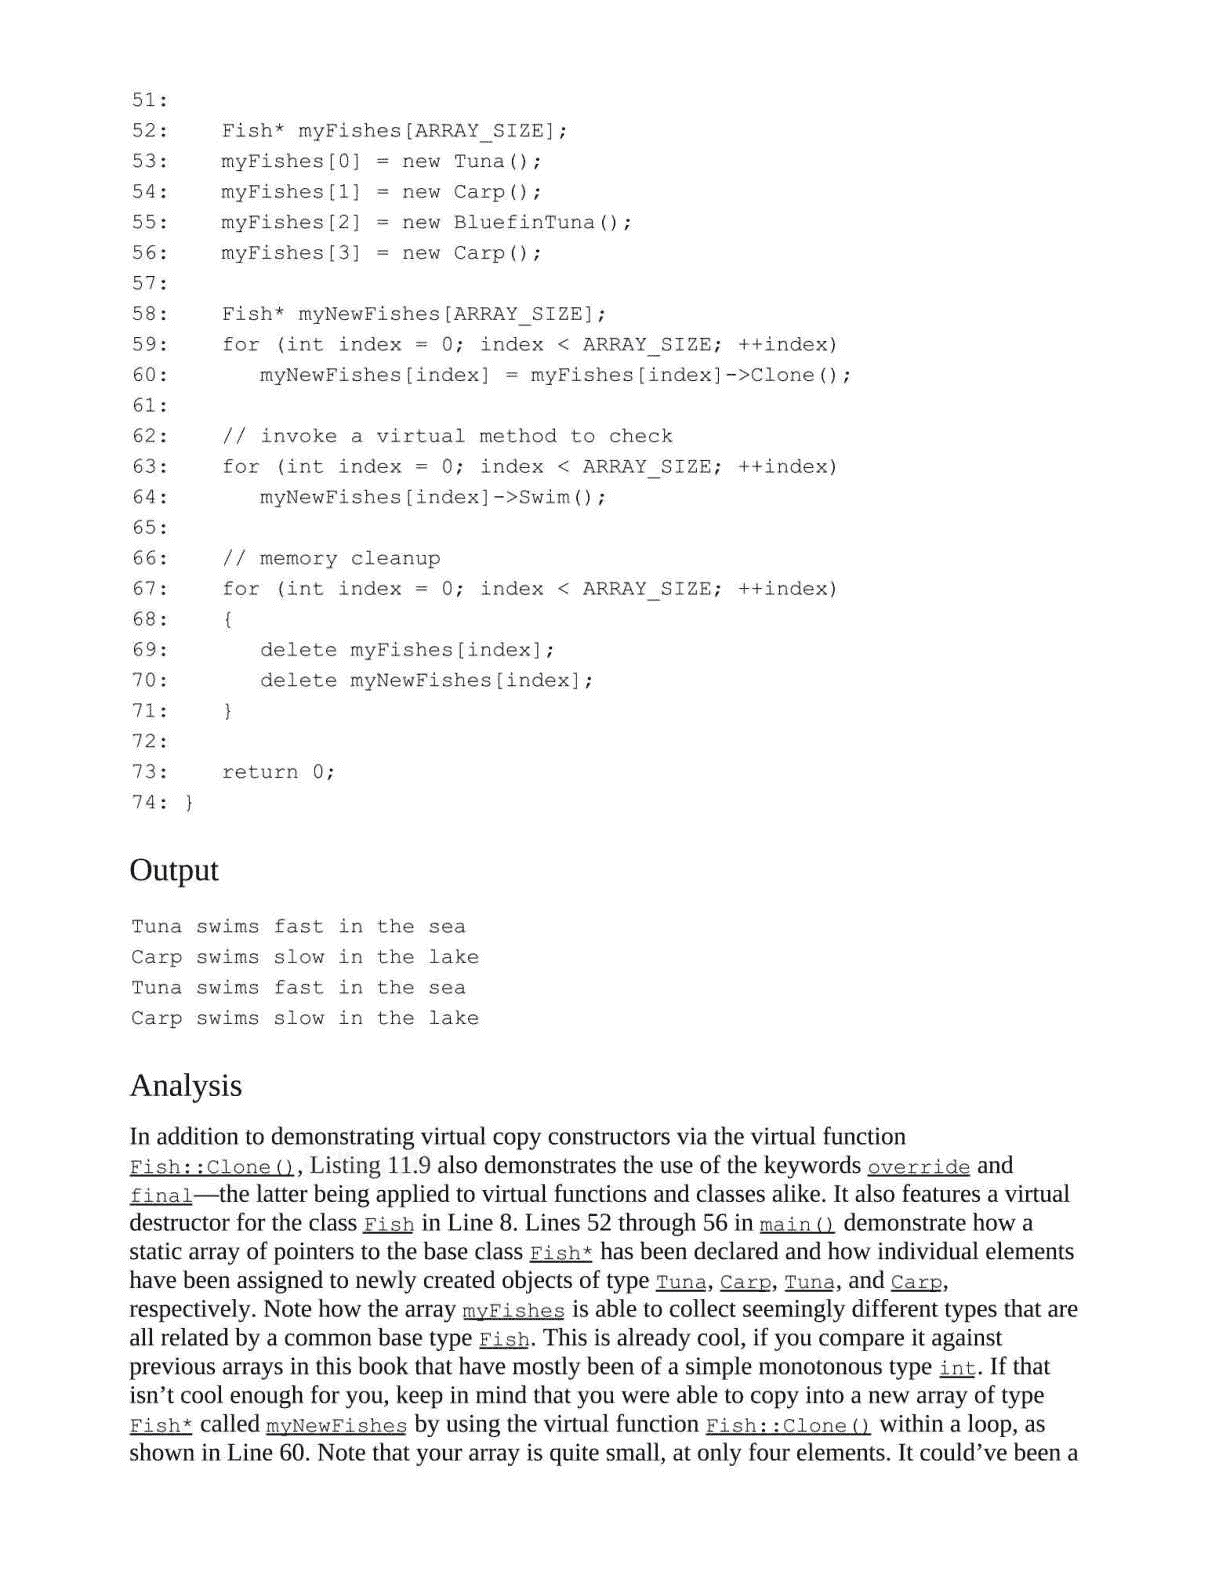 51:
52:    Fish* myFishes[ARRAY_SIZE];
53:    myFishes[0] = new Tuna();
54:    myFishes[1] = new Carp();
55:    myFishes[2] = new BluefinTuna();
56:    myFishes[3] = new Carp();
57:
58:    Fish* myNewFishes[ARRAY_SIZE];
59:    for (int index = 0; index < ARRAY_SIZE; ++index)
60:       myNewFishes[index] = myFishes[index]->Clone();
61:
62:    // invoke a virtual method to check
63:    for (int index = 0; index < ARRAY_SIZE; ++index)
64:       myNewFishes[index]->Swim();
65:
66:    // memory cleanup
67:    for (int index = 0; index < ARRAY_SIZE; ++index)
68:    {
69:       delete myFishes[index];
70:       delete myNewFishes[index];
71:    }
72:
73:    return 0;
74: }
Output
Tuna swims fast in the sea
Carp swims slow in the lake
Tuna swims fast in the sea
Carp swims slow in the lake
Analysis
In addition to demonstrating virtual copy constructors via the virtual function
Fish::Clone(), Listing 11.9 also demonstrates the use of the keywords override and
final—the latter being applied to virtual functions and classes alike. It also features a virtual
destructor for the class Fish in Line 8. Lines 52 through 56 in main() demonstrate how a
static array of pointers to the base class Fish* has been declared and how individual elements
have been assigned to newly created objects of type Tuna, Carp, Tuna, and Carp,
respectively. Note how the array myFishes is able to collect seemingly different types that are
all related by a common base type Fish. This is already cool, if you compare it against
previous arrays in this book that have mostly been of a simple monotonous type int. If that
isn’t cool enough for you, keep in mind that you were able to copy into a new array of type
Fish* called myNewFishes by using the virtual function Fish::Clone() within a loop, as
shown in Line 60. Note that your array is quite small, at only four elements. It could’ve been a